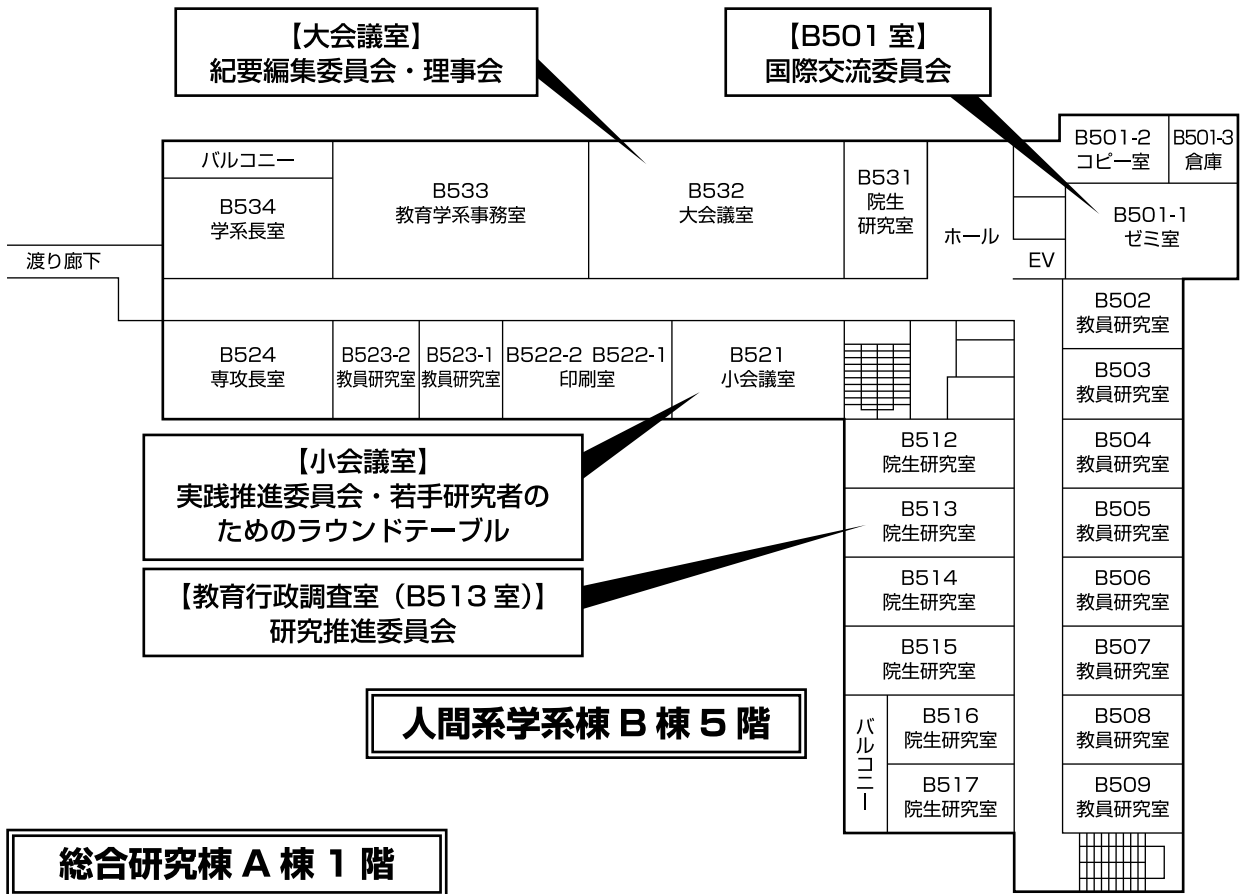 【大会議室】
紀要編集委員会・理事会
【B501室】
国際交流委員会
B501-2
コピー室
B501-3
倉庫
バルコニー
B534
学系長室
B533
教育学系事務室
B532
大会議室
B531
院生
研究室
ホール
EV
B501-1
ゼミ室
渡り廊下
B502
教員研究室
B524
専攻長室
B523-2
教員研究室
B523-1
教員研究室
B522-2 B522-1
印刷室
B521
小会議室
B503
教員研究室
【小会議室】
実践推進委員会・若手研究者の
ためのラウンドテーブル
B512
院生研究室
B504
教員研究室
B513
院生研究室
B505
教員研究室
【教育行政調査室（B513室）】
研究推進委員会
B514
院生研究室
B506
教員研究室
B515
院生研究室
B507
教員研究室
人間系学系棟B棟5階
バルコニー
B516
院生研究室
B508
教員研究室
B517
院生研究室
B509
教員研究室
総合研究棟A棟1階